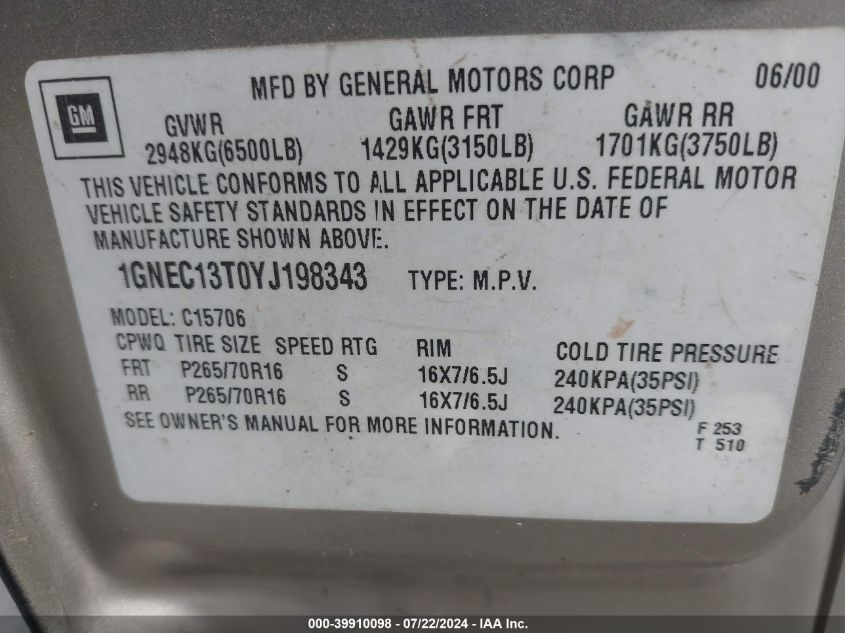 MFD BY GENERAL MOTORS CORP 06/00
GM
GVWR GAWR FRT GAWR RR
2948KG(6500LB) 1429KG(3150LB) 1701KG(3750LB)
THIS VEHICLE CONFORMS TO ALL APPLICABLE U.S. FEDERAL MOTOR
VEHICLE SAFETY STANDARDS IN EFFECT ON THE DATE OF
MANUFACTURE SHOWN ABOVE.
1GNEC13T0YJ198343 TYPE: M.P.V.
MODEL: C15706
CPWQ TIRE SIZE SPEED RTG RIM COLD TIRE PRESSURE
FRT P265/70R16 S 16X7/6.5J 240KPA(35PSI)
RR P265/70R16 S 16X7/6.5J 240KPA(35PSI)
SEE OWNER'S MANUAL FOR MORE INFORMATION.
F 253
T 510
000-39910098 - 07/22/2024 - IAAI.com